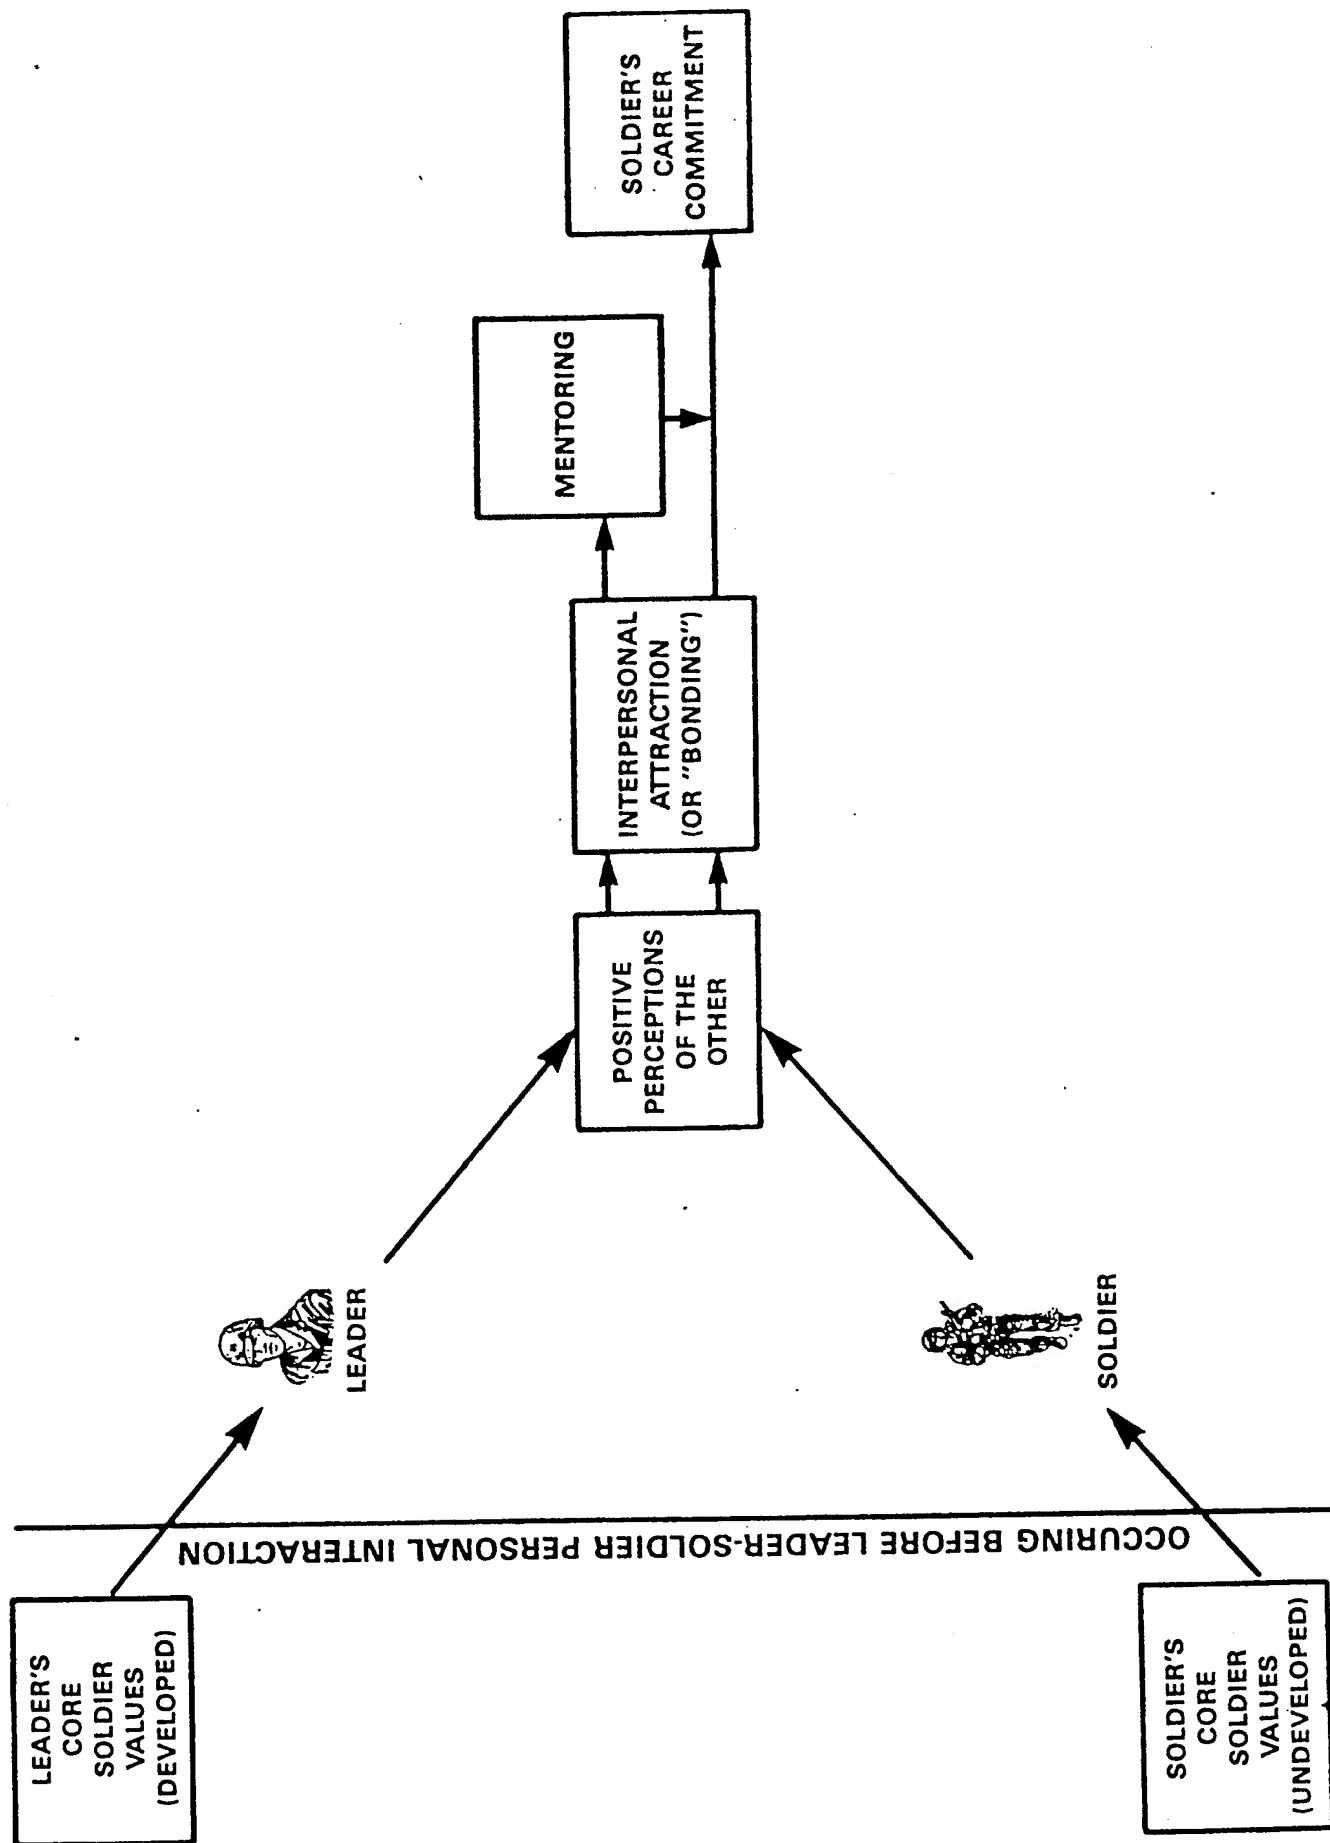 LEADER'S
CORE
SOLDIER
VALUES
(DEVELOPED)
SOLDIER'S
CORE
SOLDIER
VALUES
(UNDEVELOPED)
OCCURING BEFORE LEADER-SOLDIER PERSONAL INTERACTION
LEADER
SOLDIER
POSITIVE
PERCEPTIONS
OF THE
OTHER
INTERPERSONAL
ATTRACTION
(OR "BONDING")
MENTORING
SOLDIER'S
CAREER
COMMITMENT